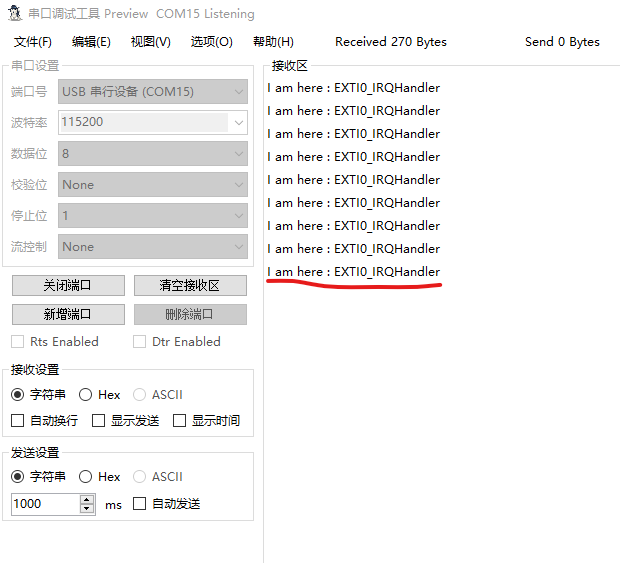 串口调试工具 Preview COM15 Listening
文件(F) 编辑(E) 视图(V) 选项(O) 帮助(H) Received 270 Bytes Send 0 Bytes
串口设置
端口号 USB 串行设备 (COM15)
波特率 115200
数据位 8
校验位 None
停止位 1
流控制 None
关闭端口 清空接收区
新增端口 删除端口
Rts Enabled Dtr Enabled
接收设置
字符串 Hex ASCII
自动换行 显示发送 显示时间
发送设置
字符串 Hex ASCII
1000 ms 自动发送
接收区
I am here : EXTI0_IRQHandler
I am here : EXTI0_IRQHandler
I am here : EXTI0_IRQHandler
I am here : EXTI0_IRQHandler
I am here : EXTI0_IRQHandler
I am here : EXTI0_IRQHandler
I am here : EXTI0_IRQHandler
I am here : EXTI0_IRQHandler
I am here : EXTI0_IRQHandler